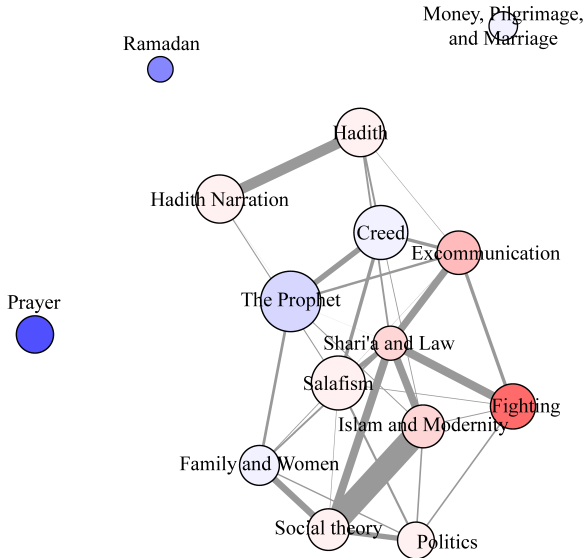 Money, Pilgrimage,
and Marriage
Ramadan
Hadith
Hadith Narration
Creed
Excommunication
The Prophet
Prayer
Shari'a and Law
Salafism
Fighting
Islam and Modernity
Family and Women
Social theory
Politics